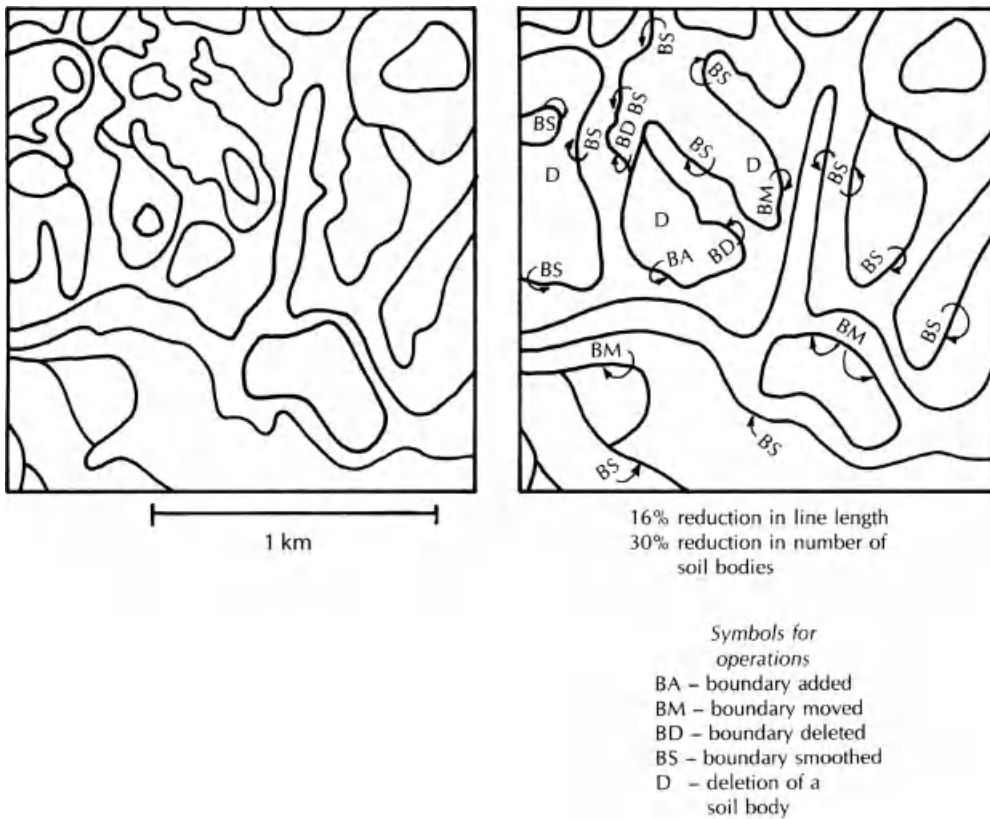 BS
BS
BS
BS
BS
BD
BS
D
D
BM
BS
D
BA
BD
BS
BS
BS
BM
BM
BS
BS
BS
1 km
16% reduction in line length
30% reduction in number of
soil bodies
Symbols for
operations
BA – boundary added
BM – boundary moved
BD – boundary deleted
BS – boundary smoothed
D – deletion of a
soil body